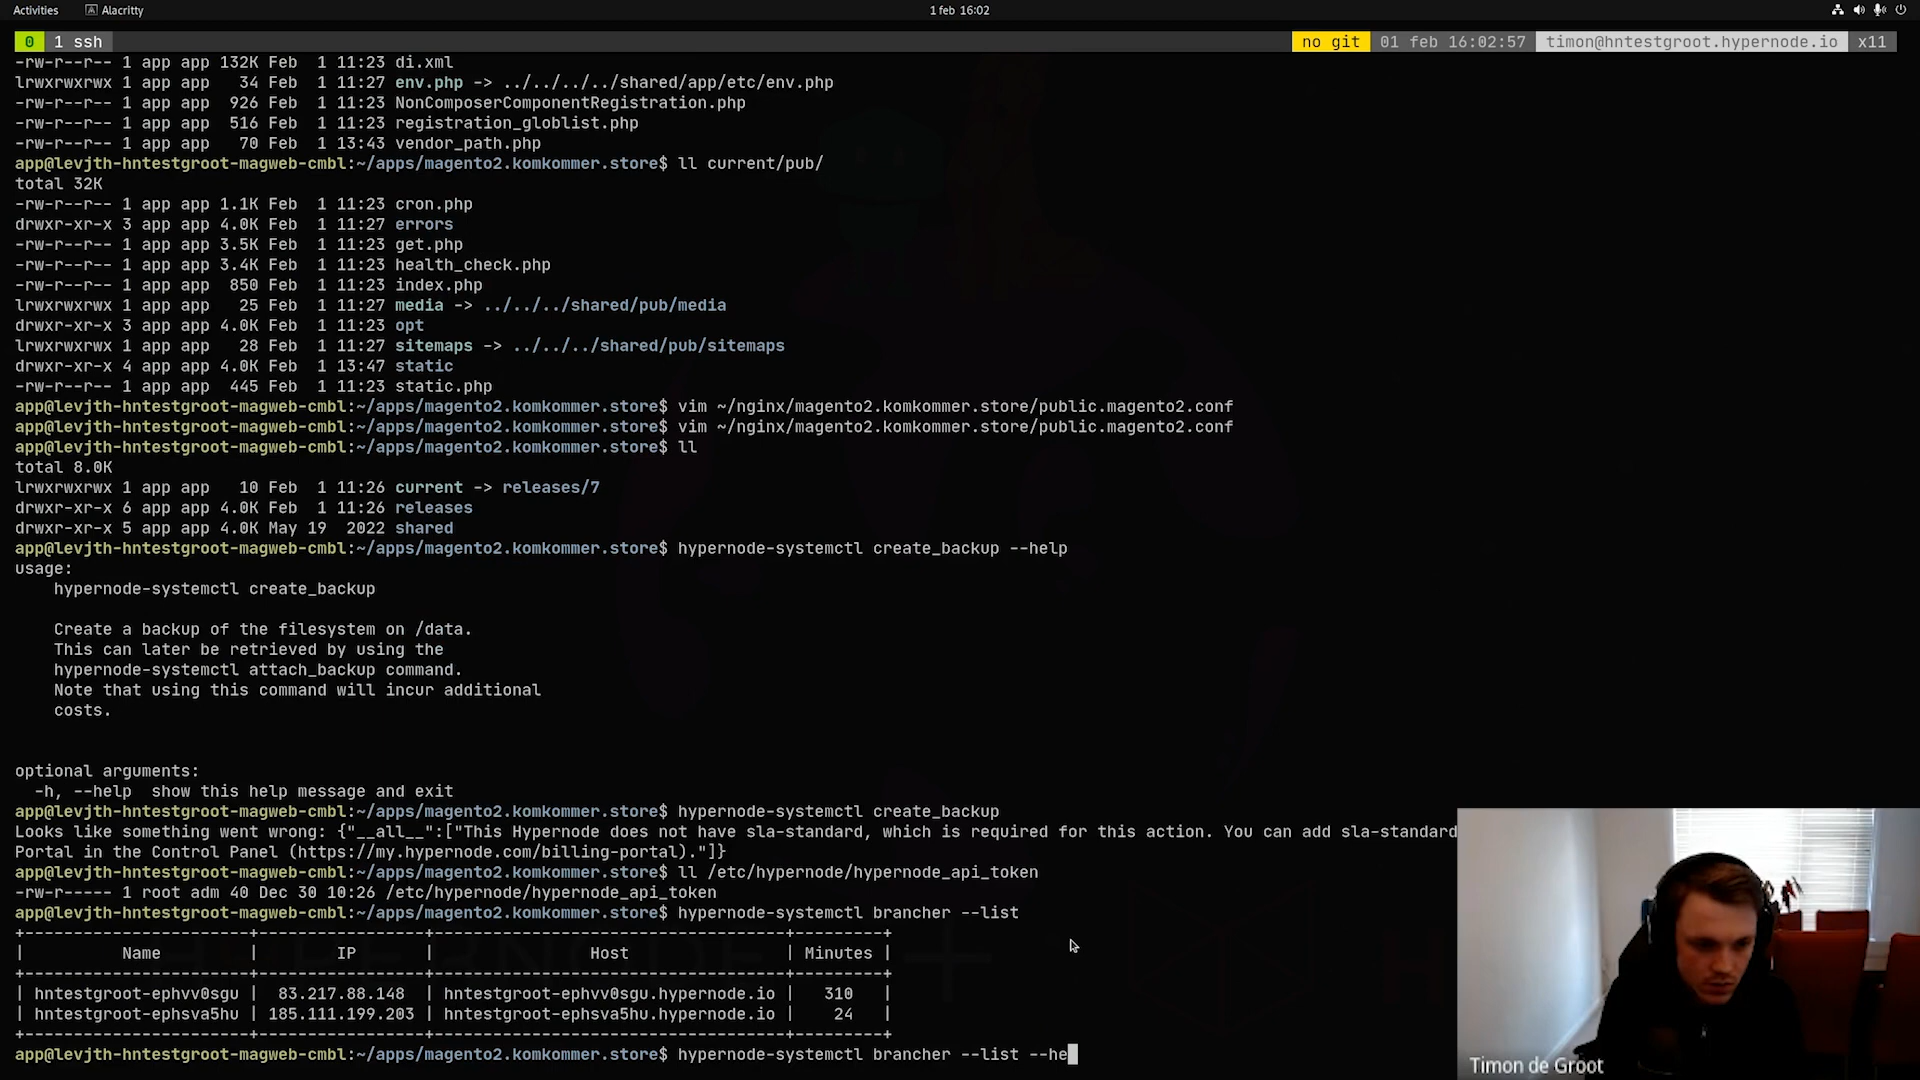 Activities
Alacritty
1 feb 16:02
0 1 ssh
no git 01 feb 16:02:57 timon@hntestgroot.hypernode.io x11
-rw-r--r-- 1 app app 132K Feb  1 11:23 di.xml
lrwxrwxrwx 1 app app   34 Feb  1 11:27 env.php -> ../../../../shared/app/etc/env.php
-rw-r--r-- 1 app app  926 Feb  1 11:23 NonComposerComponentRegistration.php
-rw-r--r-- 1 app app  516 Feb  1 11:23 registration_globlist.php
-rw-r--r-- 1 app app   70 Feb  1 13:43 vendor_path.php
app@levjth-hntestgroot-magweb-cmbl:~/apps/magento2.komkommer.store$ ll current/pub/
total 32K
-rw-r--r-- 1 app app 1.1K Feb  1 11:23 cron.php
drwxr-xr-x 3 app app 4.0K Feb  1 11:27 errors
-rw-r--r-- 1 app app 3.5K Feb  1 11:23 get.php
-rw-r--r-- 1 app app 3.4K Feb  1 11:23 health_check.php
-rw-r--r-- 1 app app  850 Feb  1 11:23 index.php
lrwxrwxrwx 1 app app   25 Feb  1 11:27 media -> ../../../shared/pub/media
drwxr-xr-x 3 app app 4.0K Feb  1 11:23 opt
lrwxrwxrwx 1 app app   28 Feb  1 11:27 sitemaps -> ../../../shared/pub/sitemaps
drwxr-xr-x 4 app app 4.0K Feb  1 13:47 static
-rw-r--r-- 1 app app  445 Feb  1 11:23 static.php
app@levjth-hntestgroot-magweb-cmbl:~/apps/magento2.komkommer.store$ vim ~/nginx/magento2.komkommer.store/public.magento2.conf
app@levjth-hntestgroot-magweb-cmbl:~/apps/magento2.komkommer.store$ vim ~/nginx/magento2.komkommer.store/public.magento2.conf
app@levjth-hntestgroot-magweb-cmbl:~/apps/magento2.komkommer.store$ ll
total 8.0K
lrwxrwxrwx 1 app app   10 Feb  1 11:26 current -> releases/7
drwxr-xr-x 6 app app 4.0K Feb  1 11:26 releases
drwxr-xr-x 5 app app 4.0K May 19  2022 shared
app@levjth-hntestgroot-magweb-cmbl:~/apps/magento2.komkommer.store$ hypernode-systemctl create_backup --help
usage:
    hypernode-systemctl create_backup
    Create a backup of the filesystem on /data.
    This can later be retrieved by using the
    hypernode-systemctl attach_backup command.
    Note that using this command will incur additional
    costs.
optional arguments:
  -h, --help  show this help message and exit
app@levjth-hntestgroot-magweb-cmbl:~/apps/magento2.komkommer.store$ hypernode-systemctl create_backup
Looks like something went wrong: {"__all__":["This Hypernode does not have sla-standard, which is required for this action. You can add sla-standard
Portal in the Control Panel (https://my.hypernode.com/billing-portal)."]}
app@levjth-hntestgroot-magweb-cmbl:~/apps/magento2.komkommer.store$ ll /etc/hypernode/hypernode_api_token
-rw-r----- 1 root adm 40 Dec 30 10:26 /etc/hypernode/hypernode_api_token
app@levjth-hntestgroot-magweb-cmbl:~/apps/magento2.komkommer.store$ hypernode-systemctl brancher --list
+-----------------------+-----------------+------------------------------------+---------+
| Name | IP | Host | Minutes |
+-----------------------+-----------------+------------------------------------+---------+
| hntestgroot-ephvv0sgu | 83.217.88.148 | hntestgroot-ephvv0sgu.hypernode.io | 310 |
| hntestgroot-ephsva5hu | 185.111.199.203 | hntestgroot-ephsva5hu.hypernode.io | 24 |
+-----------------------+-----------------+------------------------------------+---------+
app@levjth-hntestgroot-magweb-cmbl:~/apps/magento2.komkommer.store$ hypernode-systemctl brancher --list --he
Timon de Groot